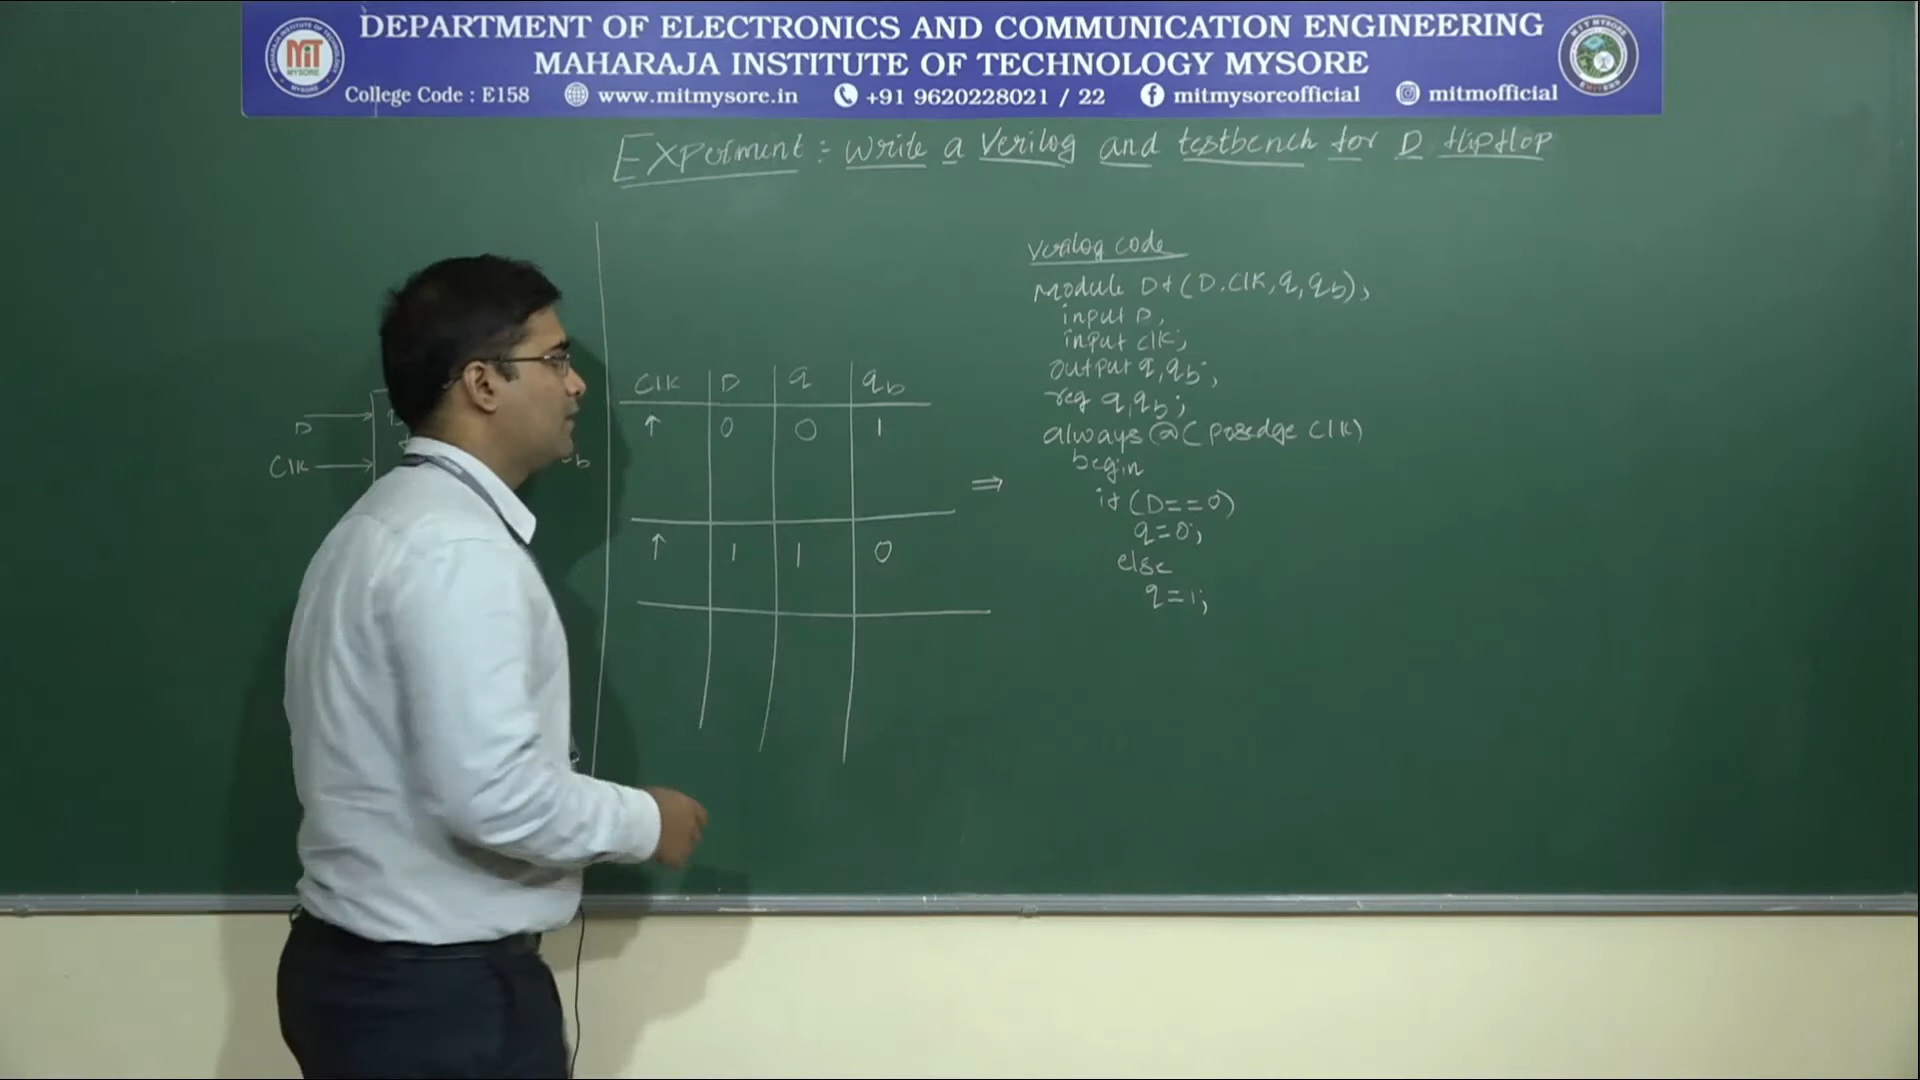 DEPARTMENT OF ELECTRONICS AND COMMUNICATION ENGINEERING
MAHARAJA INSTITUTE OF TECHNOLOGY MYSORE
College Code : E158 www.mitmysore.in +91 9620228021 / 22 mitmysoreofficial mitmofficial
MIT
MYSORE
Experiment : Write a Verilog and testbench for D flipflop
D
Clk
b
Clk D q qb
↑ 0 0 1
↑ 1 1 0
⇒
Verilog code
module Df(D,Clk,q,qb);
input D;
input clk;
output q,qb;
reg q,qb;
always@(posedge Clk)
begin
if (D==0)
q=0;
else
q=1;